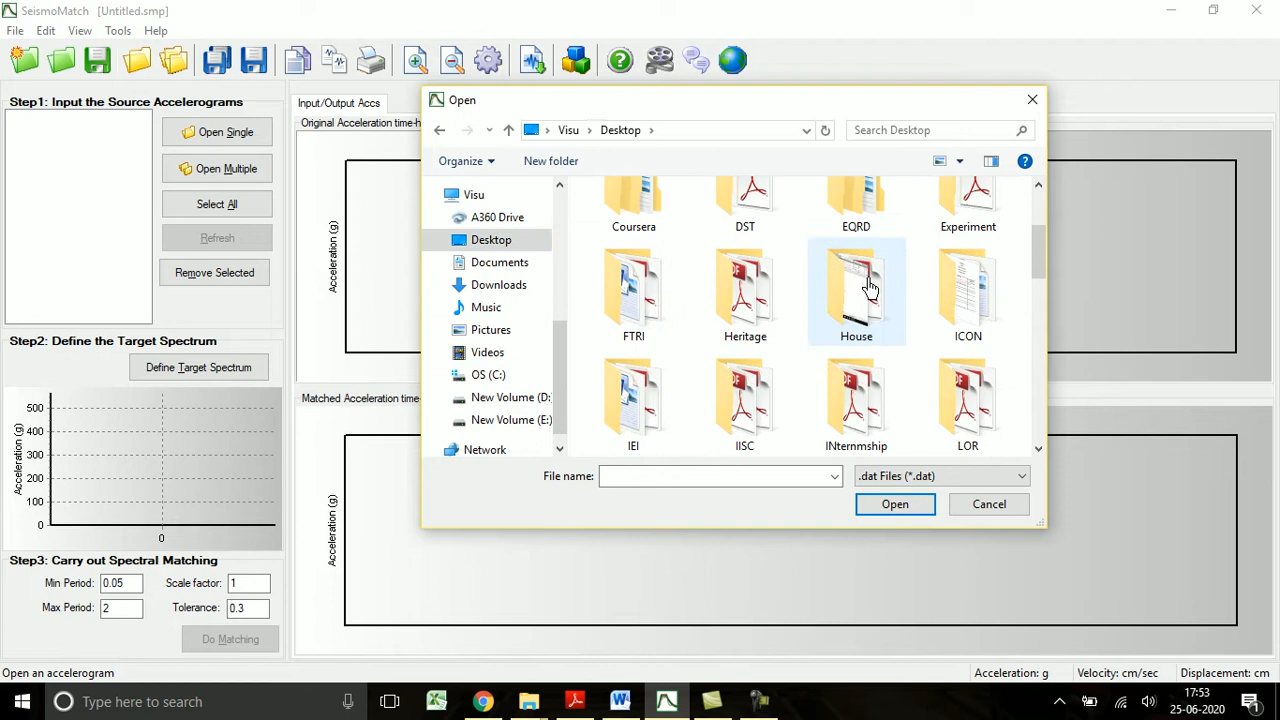 SeismoMatch [Untitled.smp]
File Edit View Tools Help
Step1: Input the Source Accelerograms
Open Single
Open Multiple
Select All
Refresh
Remove Selected
Step2: Define the Target Spectrum
Define Target Spectrum
Acceleration (g)
500
400
300
200
100
0
0
Step3: Carry out Spectral Matching
Min Period: 0.05 Scale factor: 1
Max Period: 2 Tolerance: 0.3
Do Matching
Input/Output Accs
Original Acceleration time-h
Acceleration (g)
Matched Acceleration time-
Acceleration (g)
Open
Visu Desktop
Search Desktop
Organize New folder
Visu
A360 Drive
Desktop
Documents
Downloads
Music
Pictures
Videos
OS (C:)
New Volume (D:
New Volume (E:)
Network
Coursera DST EQRD Experiment
FTRI Heritage House ICON
IEI IISC INternmship LOR
File name: .dat Files (*.dat)
Open Cancel
Open an accelerogram
Acceleration: g Velocity: cm/sec Displacement: cm
Type here to search
17:53
25-06-2020
1